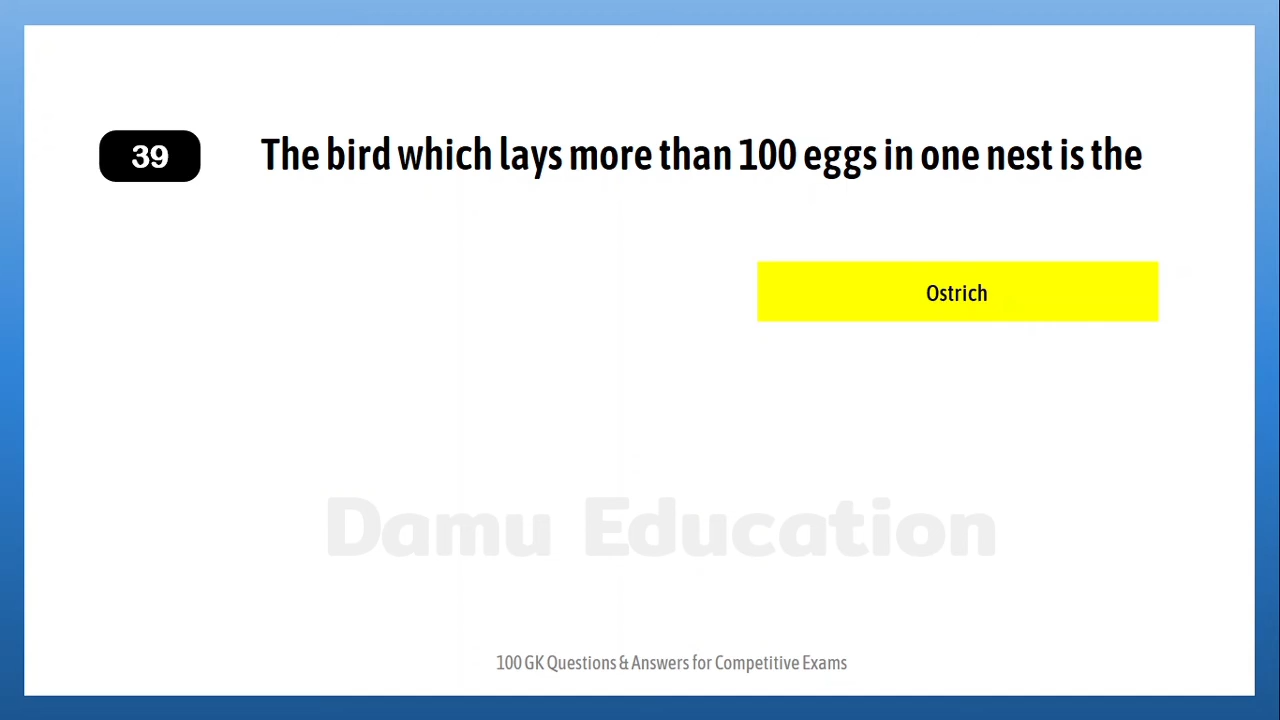 39
The bird which lays more than 100 eggs in one nest is the
Ostrich
Damu Education
100 GK Questions & Answers for Competitive Exams